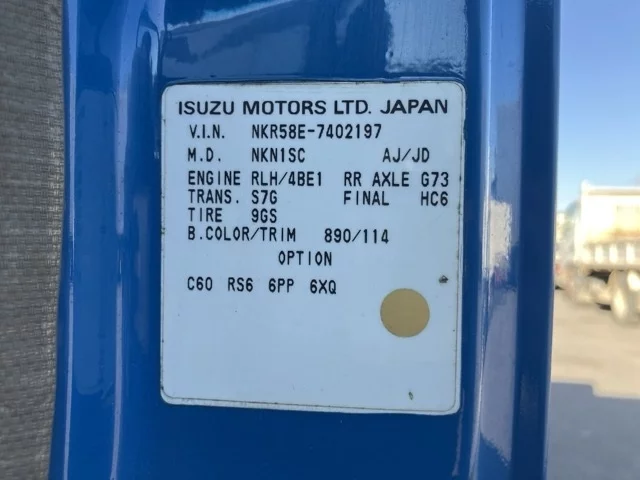 ISUZU MOTORS LTD. JAPAN
V.I.N. NKR58E-7402197
M.D. NKN1SC AJ/JD
ENGINE RLH/4BE1 RR AXLE G73
TRANS. S7G FINAL HC6
TIRE 9GS
B.COLOR/TRIM 890/114
OPTION
C60 RS6 6PP 6XQ